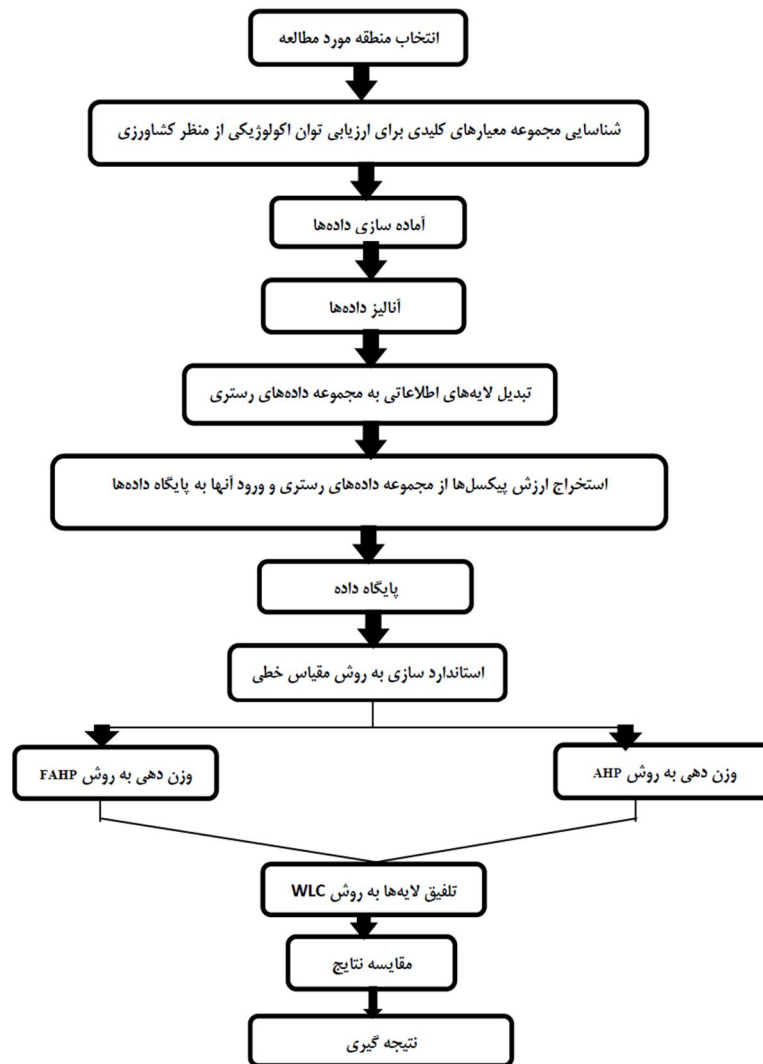 انتخاب منطقه مورد مطالعه
شناسایی مجموعه معیارهای کلیدی برای ارزیابی توان اکولوژیکی از منظر کشاورزی
آماده سازی داده‌ها
آنالیز داده‌ها
تبدیل لایه‌های اطلاعاتی به مجموعه داده‌های رستری
استخراج ارزش پیکسل‌ها از مجموعه داده‌های رستری و ورود آنها به پایگاه داده‌ها
پایگاه داده
استاندارد سازی به روش مقیاس خطی
وزن دهی به روش AHP
وزن دهی به روش FAHP
تلفیق لایه‌ها به روش WLC
مقایسه نتایج
نتیجه گیری